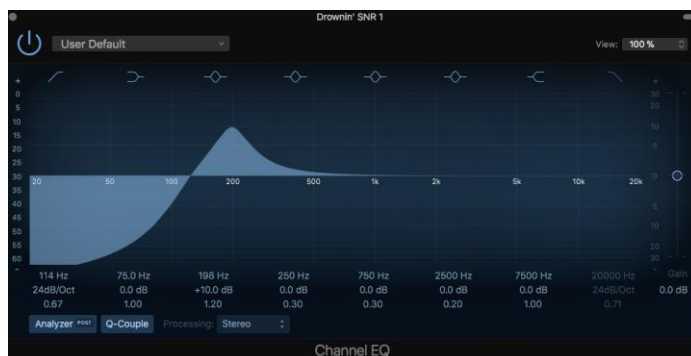 Drownin' SNR 1
User Default
View: 100 %
+ +
0 30
5 20
10 10
15 5
20
25
30 20 50 100 200 500 1k 2k 5k 10k 20k 0
35
40
45 5
50 10
55 20
60 30
- -
114 Hz 75.0 Hz 198 Hz 250 Hz 750 Hz 2500 Hz 7500 Hz 20000 Hz Gain
24dB/Oct 0.0 dB +10.0 dB 0.0 dB 0.0 dB 0.0 dB 0.0 dB 24dB/Oct 0.0 dB
0.67 1.00 1.20 0.30 0.30 0.20 1.00 0.71
Analyzer POST Q-Couple Processing: Stereo
Channel EQ